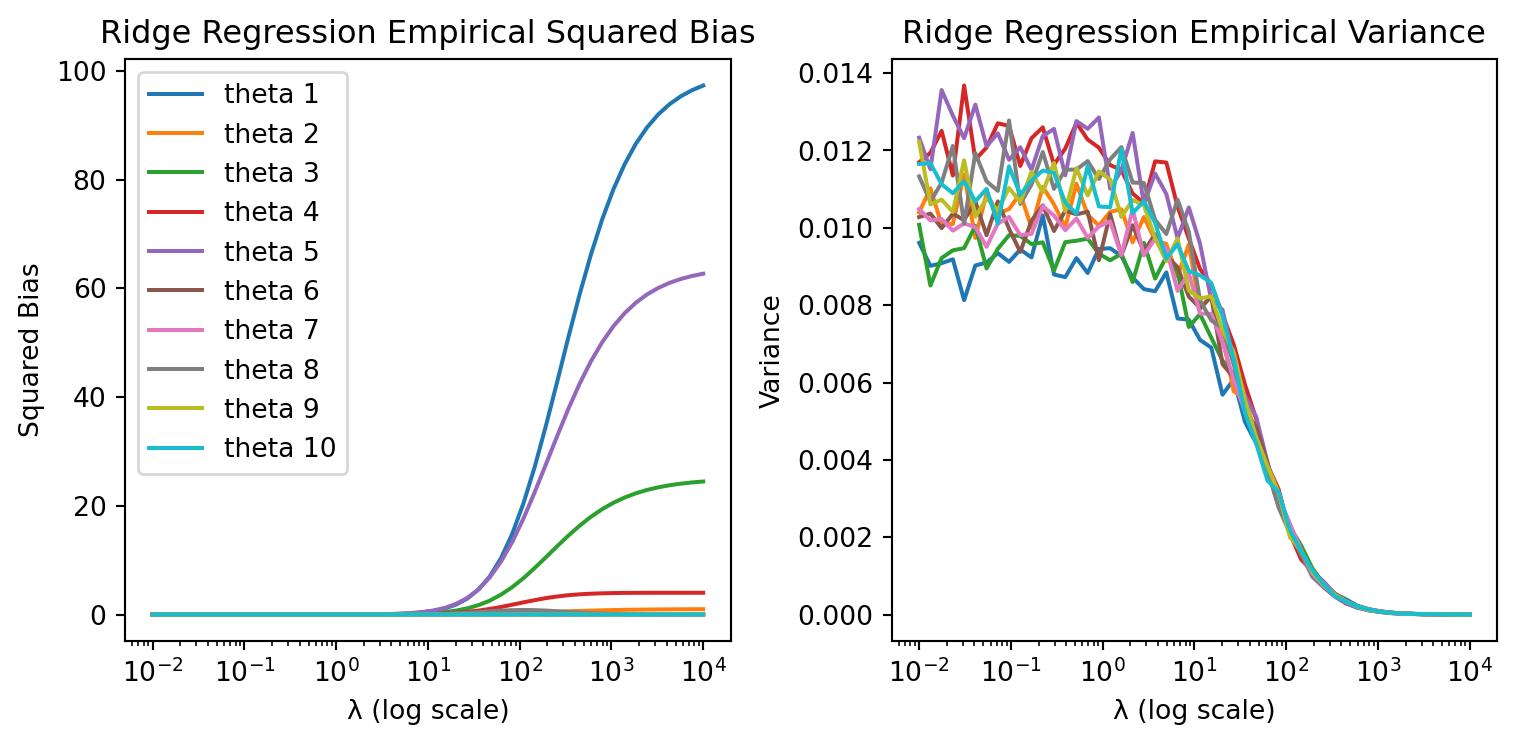 Ridge Regression Empirical Squared Bias
Squared Bias
100
80
60
40
20
0
theta 1
theta 2
theta 3
theta 4
theta 5
theta 6
theta 7
theta 8
theta 9
theta 10
10⁻² 10⁻¹ 10⁰ 10¹ 10² 10³ 10⁴
λ (log scale)
Ridge Regression Empirical Variance
Variance
0.014
0.012
0.010
0.008
0.006
0.004
0.002
0.000
10⁻² 10⁻¹ 10⁰ 10¹ 10² 10³ 10⁴
λ (log scale)